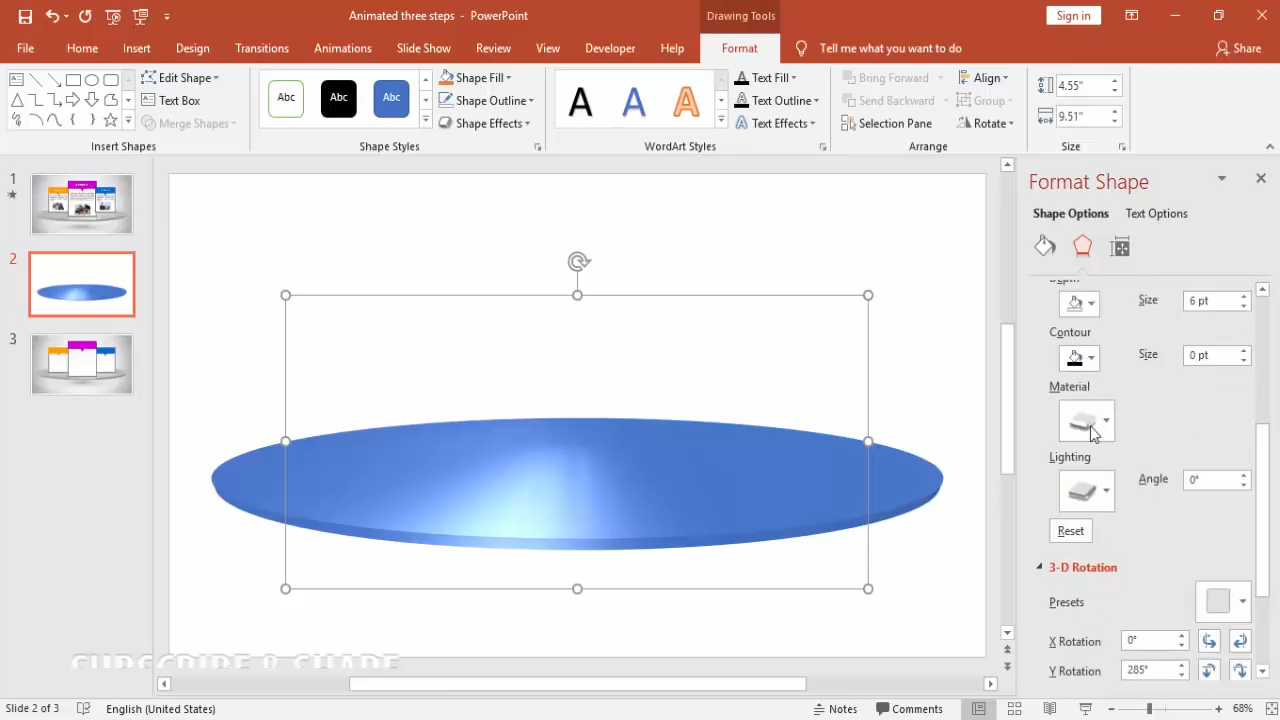 Animated three steps - PowerPoint
Drawing Tools
Sign in
File Home Insert Design Transitions Animations Slide Show Review View Developer Help Format Tell me what you want to do Share
Edit Shape
Text Box
Merge Shapes
Insert Shapes
Abc Abc Abc
Shape Fill
Shape Outline
Shape Effects
Shape Styles
A A A
Text Fill
Text Outline
Text Effects
WordArt Styles
Bring Forward
Send Backward
Selection Pane
Align
Group
Rotate
Arrange
4.55"
9.51"
Size
1
2
3
Format Shape
Shape Options Text Options
Depth
Size 6 pt
Contour
Size 0 pt
Material
Lighting
Angle 0°
Reset
3-D Rotation
Presets
X Rotation 0°
Y Rotation 285°
SUBSCRIBE & SHARE
Slide 2 of 3 English (United States) Notes Comments 68%